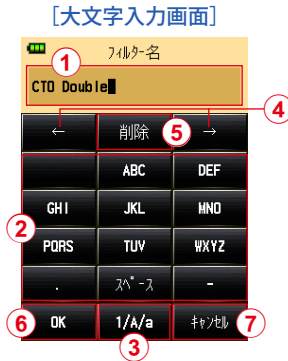 [大文字入力画面]
フィルター名
①
CTO Double
④
← 削除 ⑤ →
ABC DEF
②
GHI JKL MNO
PQRS TUV WXYZ
. スペース -
⑥ OK 1/A/a キャンセル ⑦
③